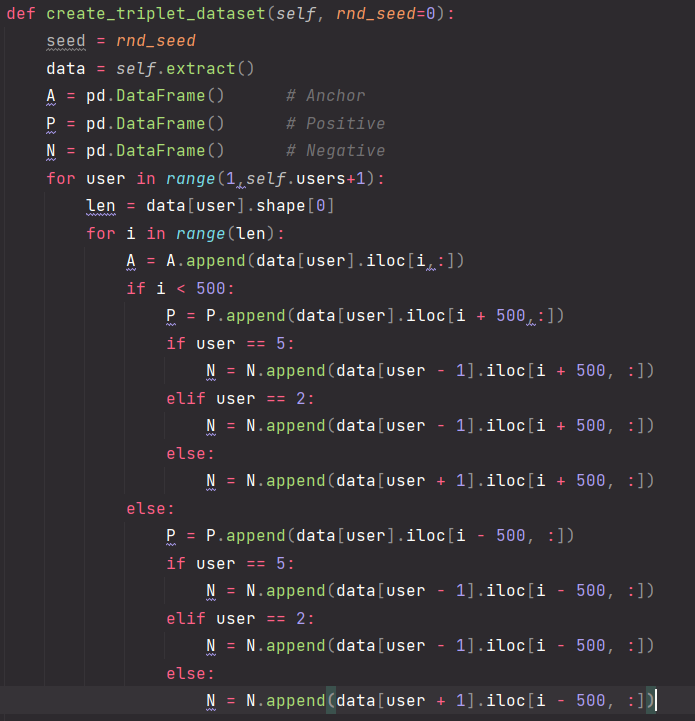 def create_triplet_dataset(self, rnd_seed=0):
    seed = rnd_seed
    data = self.extract()
    A = pd.DataFrame()      # Anchor
    P = pd.DataFrame()      # Positive
    N = pd.DataFrame()      # Negative
    for user in range(1,self.users+1):
        len = data[user].shape[0]
        for i in range(len):
            A = A.append(data[user].iloc[i,:])
            if i < 500:
                P = P.append(data[user].iloc[i + 500,:])
                if user == 5:
                    N = N.append(data[user - 1].iloc[i + 500, :])
                elif user == 2:
                    N = N.append(data[user - 1].iloc[i + 500, :])
                else:
                    N = N.append(data[user + 1].iloc[i + 500, :])
            else:
                P = P.append(data[user].iloc[i - 500, :])
                if user == 5:
                    N = N.append(data[user - 1].iloc[i - 500, :])
                elif user == 2:
                    N = N.append(data[user - 1].iloc[i - 500, :])
                else:
                    N = N.append(data[user + 1].iloc[i - 500, :])